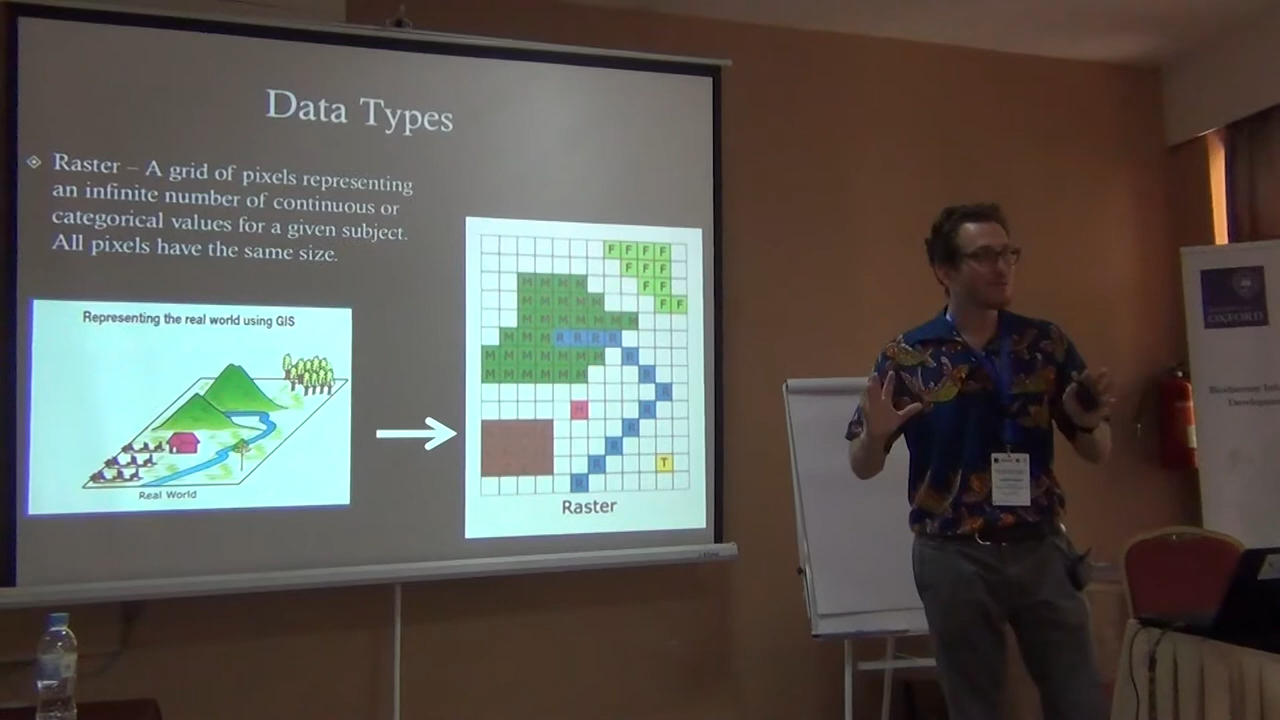 Data Types
Raster – A grid of pixels representing
an infinite number of continuous or
categorical values for a given subject.
All pixels have the same size.
Representing the real world using GIS
Real World
F F F F
F F F
F F
F F
M M M M
M M M M M
M M M M M M M
M M M R R R R
M M M M M M M R
M M M M M M R
R
H R
R
R
R T
R
Raster
OXFORD